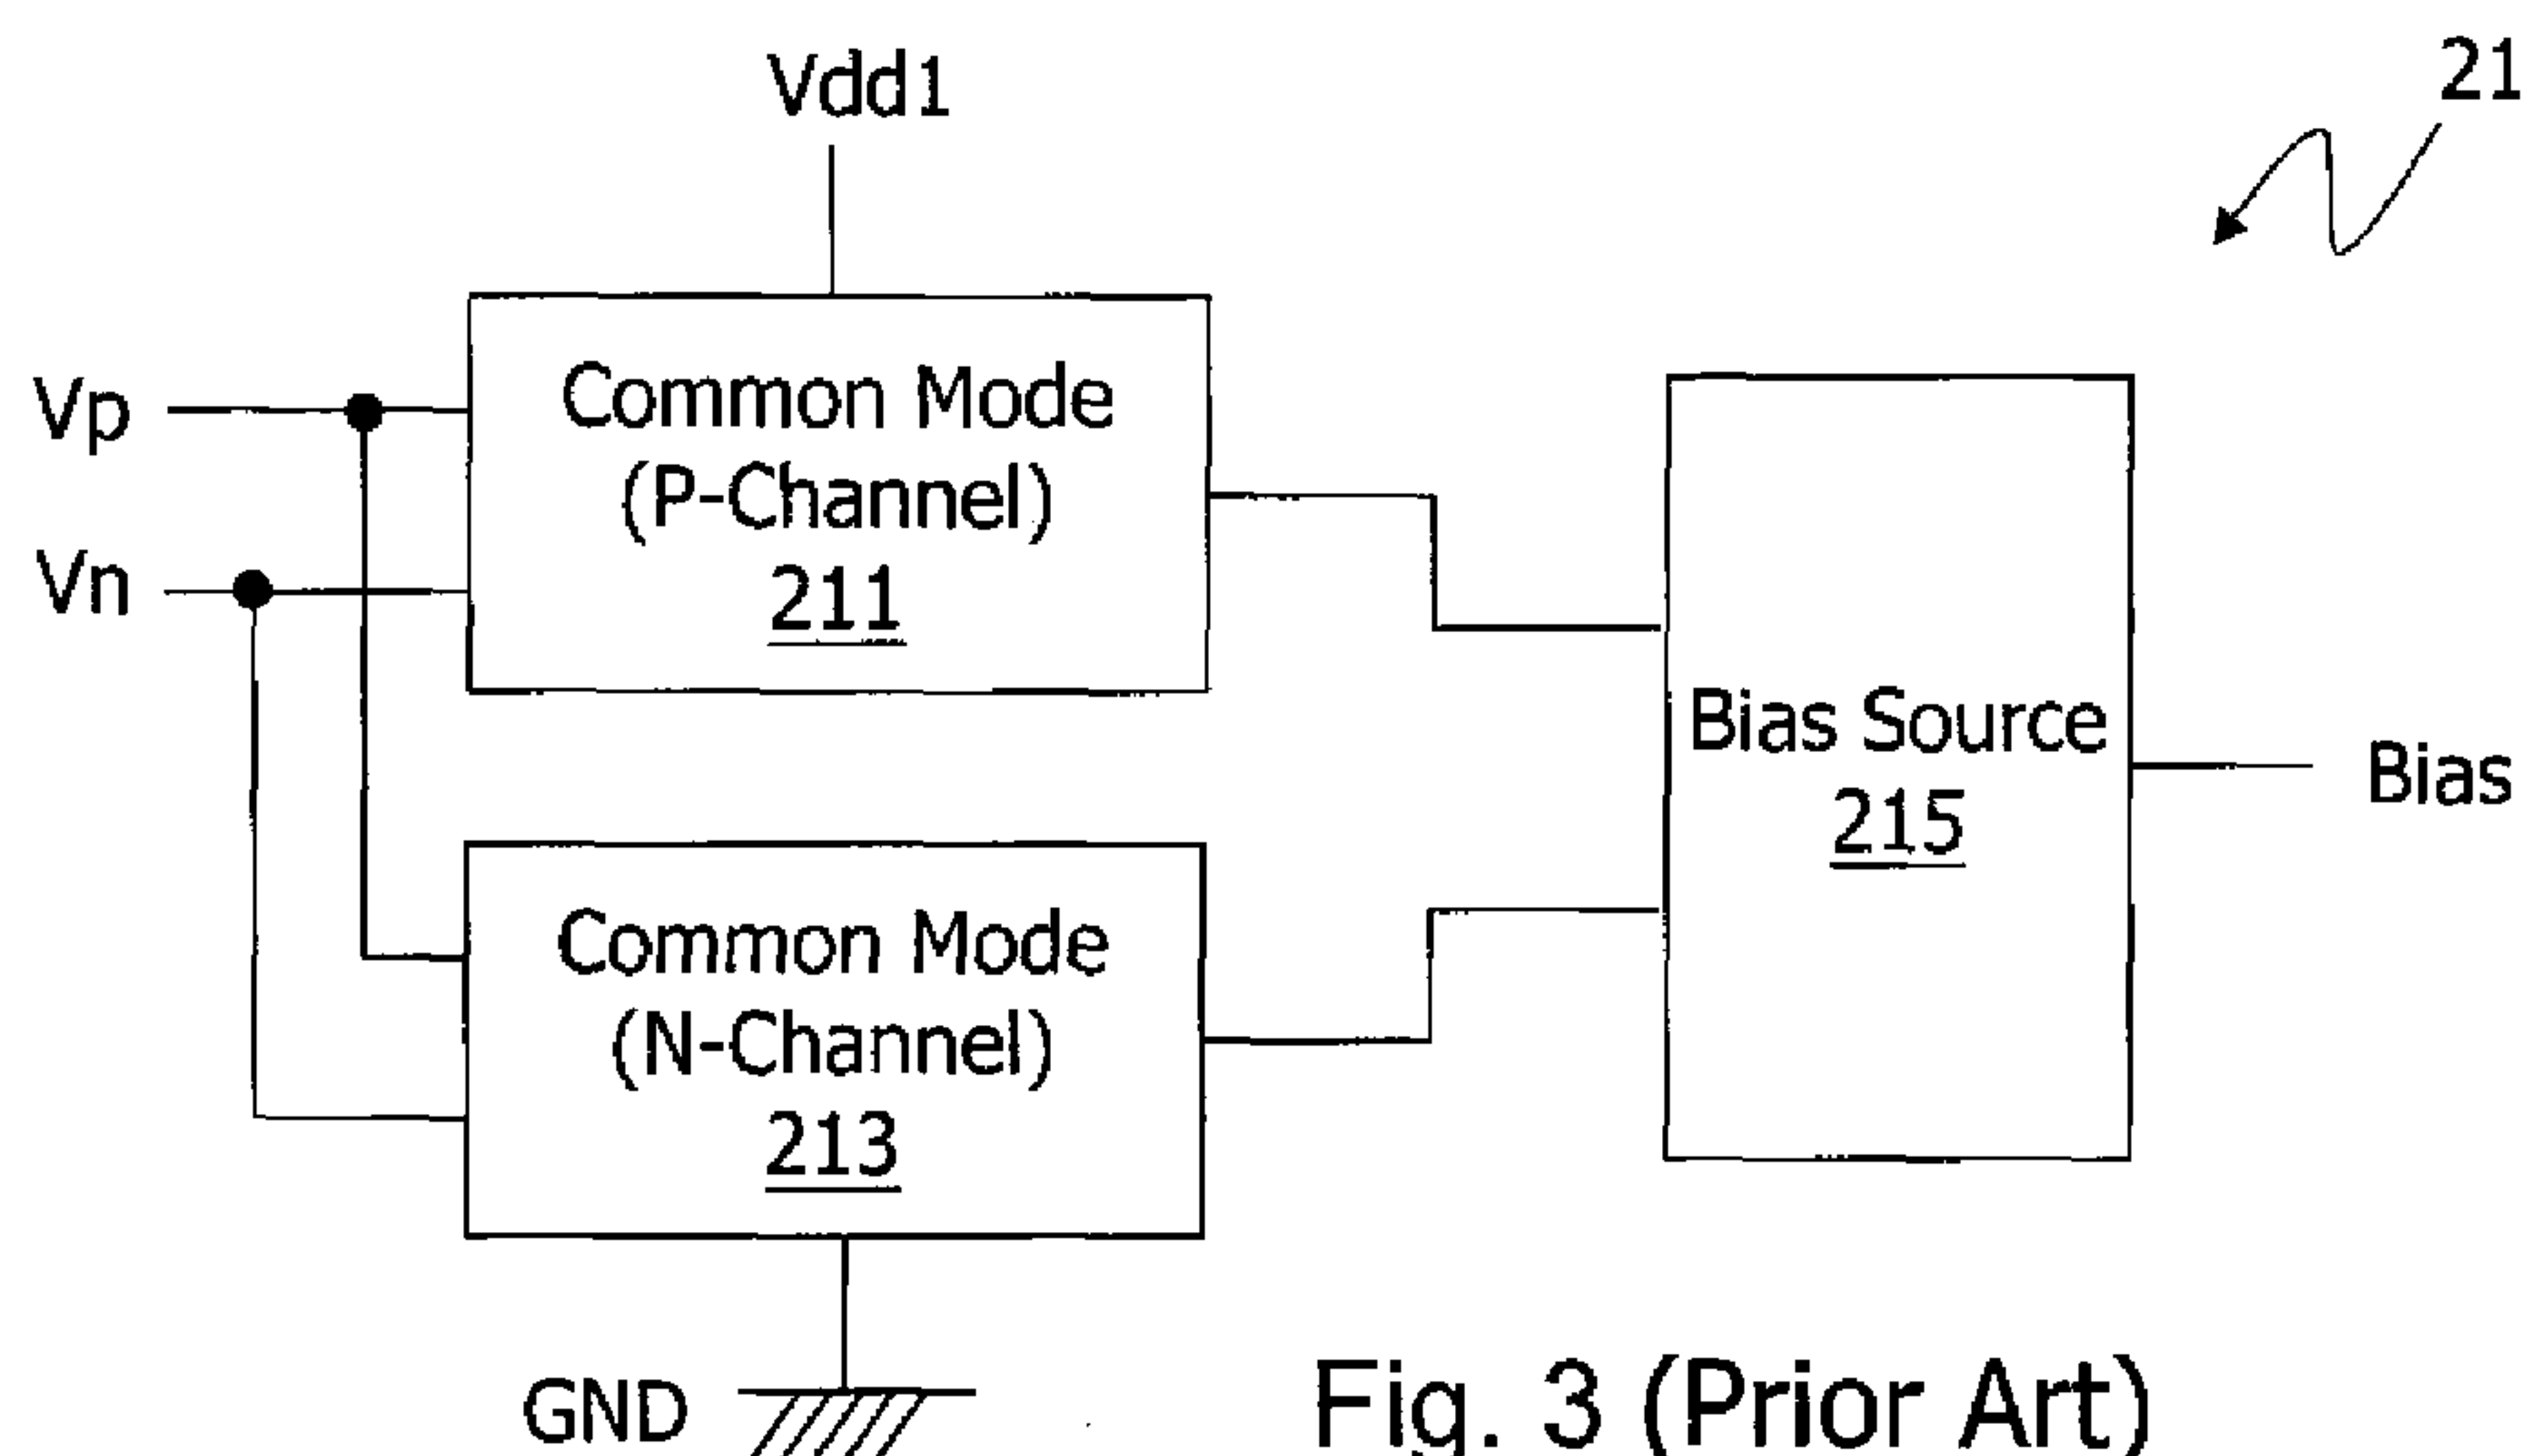 Vdd1
21
Vp
Vn
Common Mode
(P-Channel)
211
Bias Source
215
Bias
Common Mode
(N-Channel)
213
GND
Fig. 3 (Prior Art)